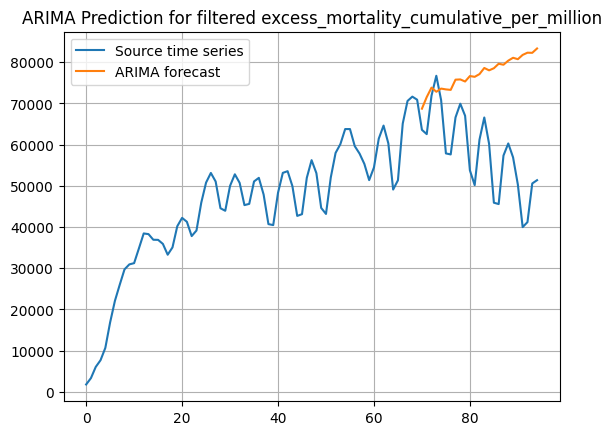 ARIMA Prediction for filtered excess_mortality_cumulative_per_million
Source time series
ARIMA forecast
80000
70000
60000
50000
40000
30000
20000
10000
0
0 20 40 60 80